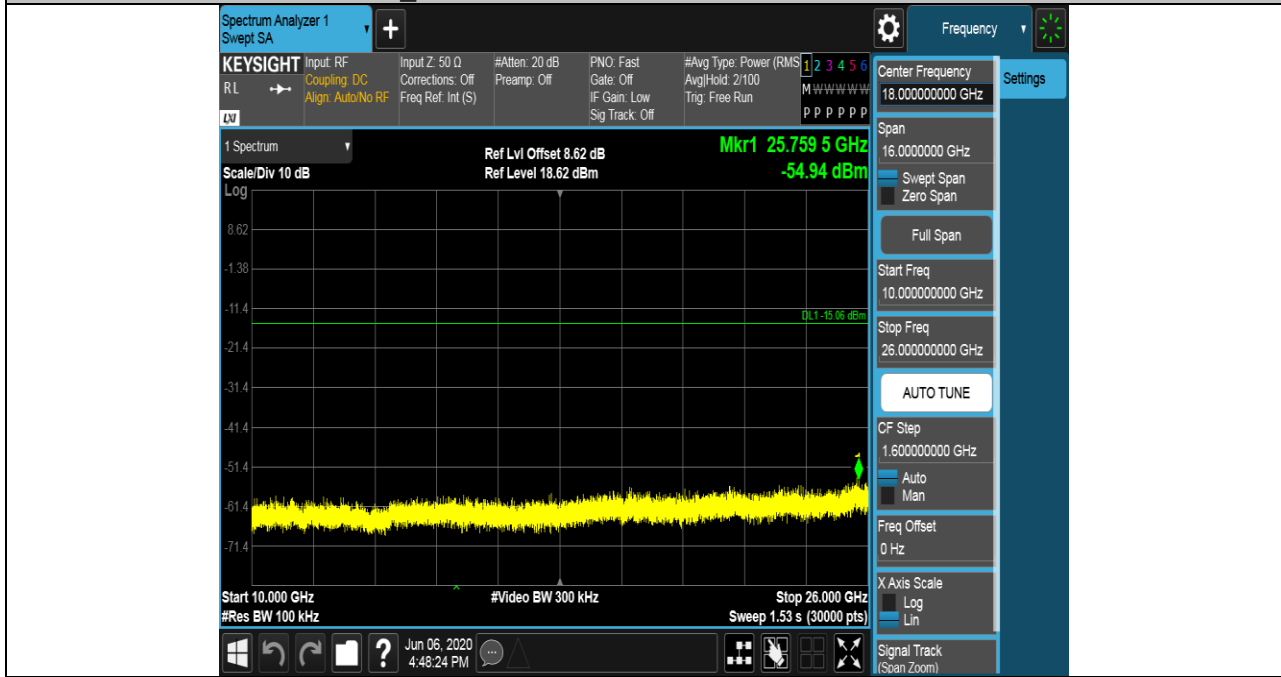 Spectrum Analyzer 1
Swept SA
+
Frequency
KEYSIGHT
RL
LXI
Input: RF
Coupling: DC
Align: Auto/No RF
Input Z: 50 Ω
Corrections: Off
Freq Ref: Int (S)
#Atten: 20 dB
Preamp: Off
PNO: Fast
Gate: Off
IF Gain: Low
Sig Track: Off
#Avg Type: Power (RMS
Avg|Hold: 2/100
Trig: Free Run
1 2 3 4 5 6
M W W W W W
P P P P P P
Center Frequency
18.000000000 GHz
Settings
1 Spectrum
Scale/Div 10 dB
Log
Ref Lvl Offset 8.62 dB
Ref Level 18.62 dBm
Mkr1 25.759 5 GHz
-54.94 dBm
8.62
-1.38
-11.4
-21.4
-31.4
-41.4
-51.4
-61.4
-71.4
DL1 -15.06 dBm
1
Start 10.000 GHz
#Res BW 100 kHz
#Video BW 300 kHz
Stop 26.000 GHz
Sweep 1.53 s (30000 pts)
Span
16.0000000 GHz
Swept Span
Zero Span
Full Span
Start Freq
10.000000000 GHz
Stop Freq
26.000000000 GHz
AUTO TUNE
CF Step
1.600000000 GHz
Auto
Man
Freq Offset
0 Hz
X Axis Scale
Log
Lin
Signal Track
(Span Zoom)
?
Jun 06, 2020
4:48:24 PM